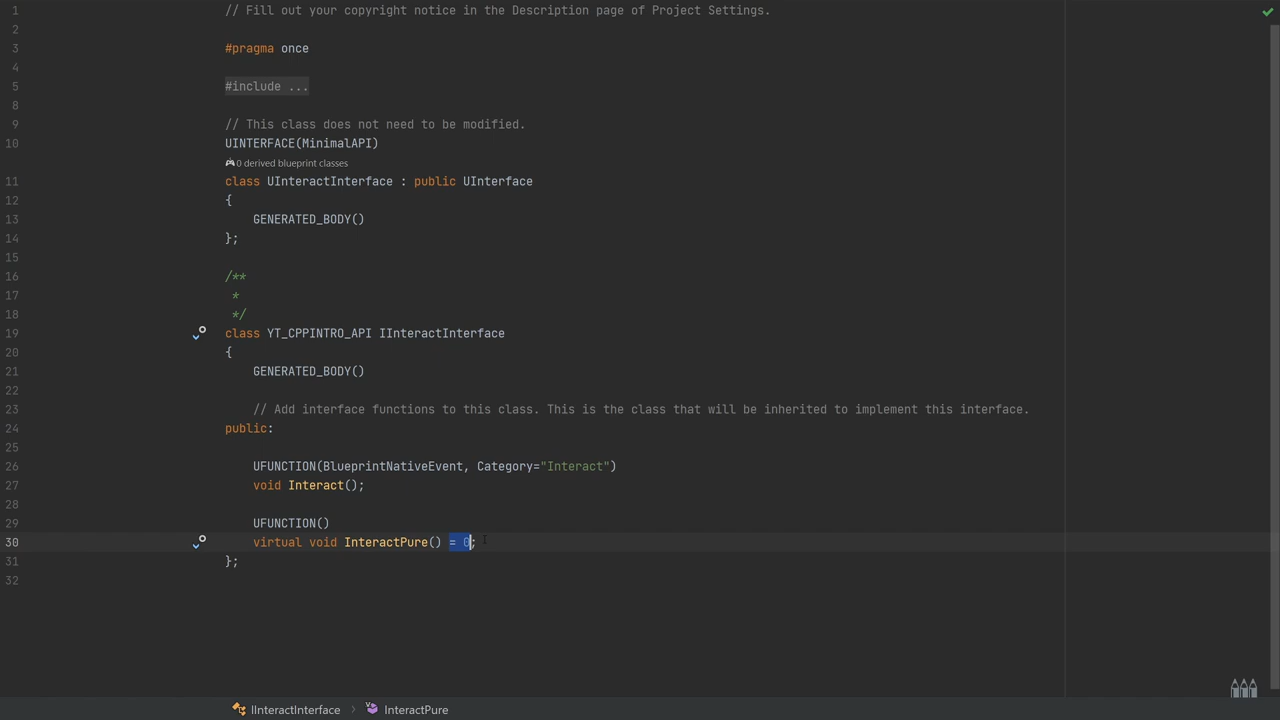 1 // Fill out your copyright notice in the Description page of Project Settings.
2
3 #pragma once
4
5 #include ...
8
9 // This class does not need to be modified.
10 UINTERFACE(MinimalAPI)
0 derived blueprint classes
11 class UInteractInterface : public UInterface
12 {
13 GENERATED_BODY()
14 };
15
16 /**
17 *
18 */
19 class YT_CPPINTRO_API IInteractInterface
20 {
21 GENERATED_BODY()
22
23 // Add interface functions to this class. This is the class that will be inherited to implement this interface.
24 public:
25
26 UFUNCTION(BlueprintNativeEvent, Category="Interact")
27 void Interact();
28
29 UFUNCTION()
30 virtual void InteractPure() = 0;
31 };
32
IInteractInterface > InteractPure